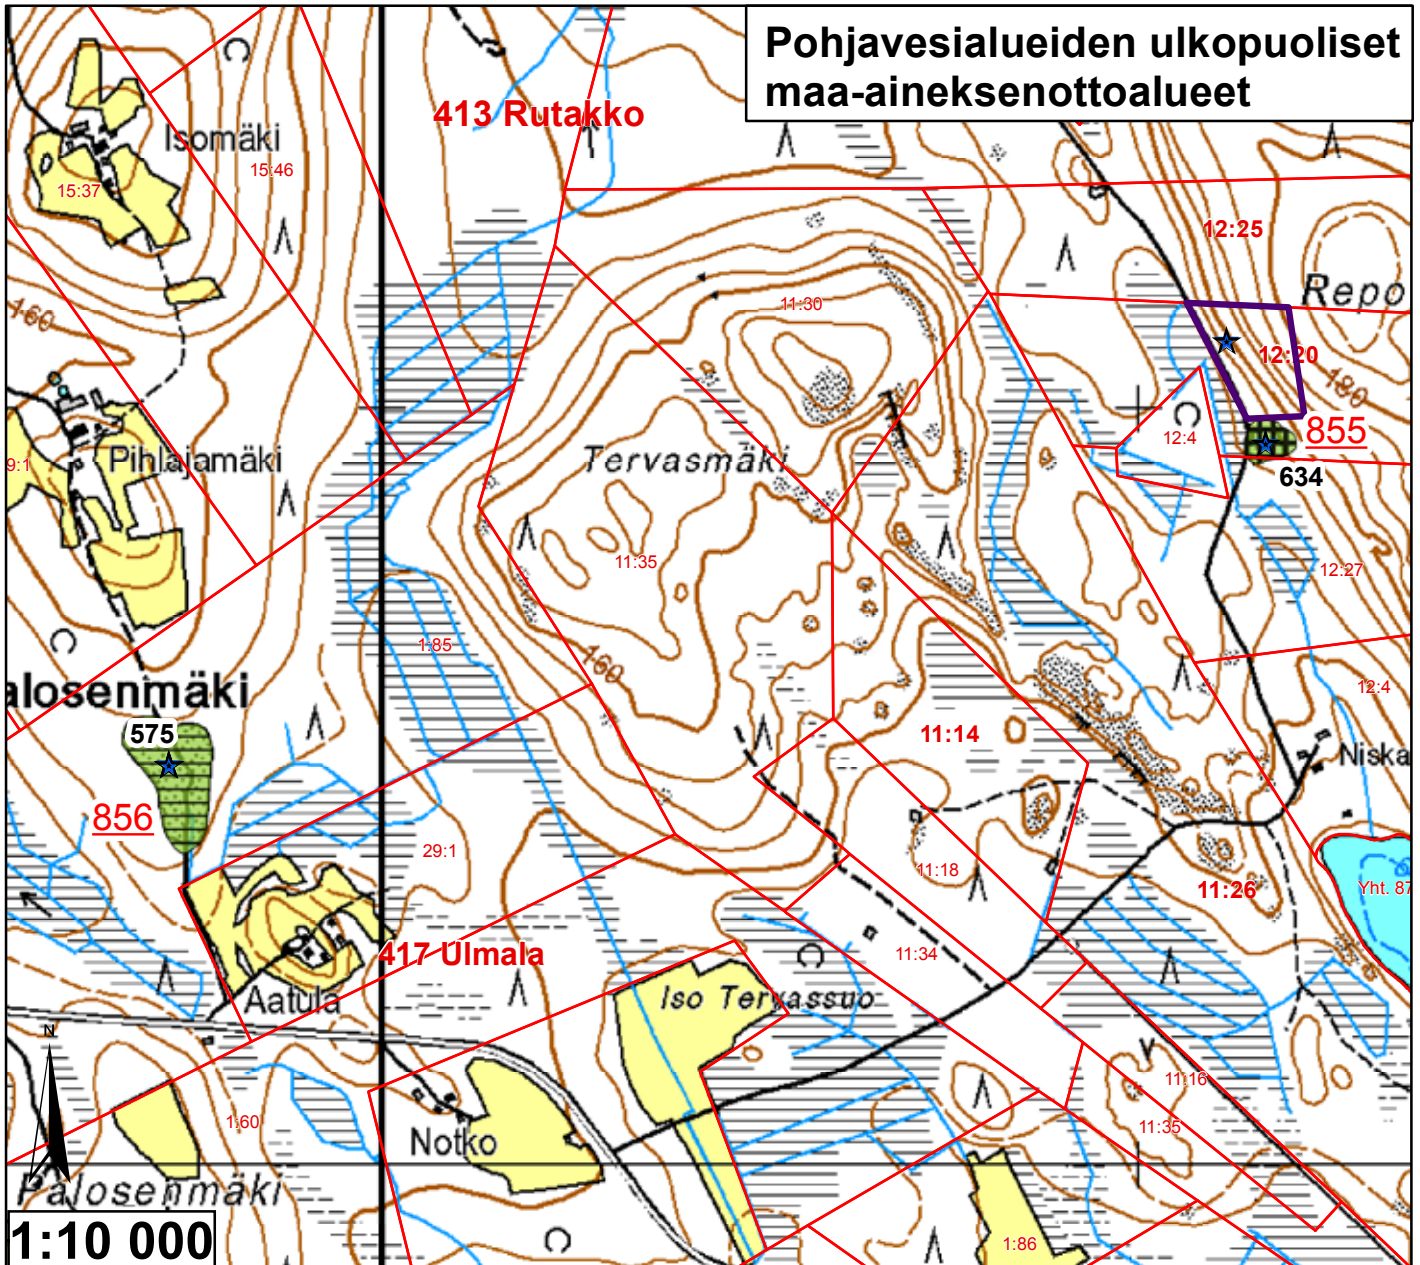 Pohjavesialueiden ulkopuoliset
maa-aineksenottoalueet
413 Rutakko
Isomäki
15:46
15:37
12:25
Repo
160
11:30
12:20
180
855
12:4
634
9:1
Pihlajamäki
Tervasmäki
11:35
12:27
1:85
160
12:4
alosenmäki
575
11:14
Niska
856
29:1
11:18
11:26
Yht. 87
417 Ulmala
11:34
Aatula
Iso Tervassuo
N
11:16
1:60
11:35
Notko
Palosenmäki
1:10 000
1:86